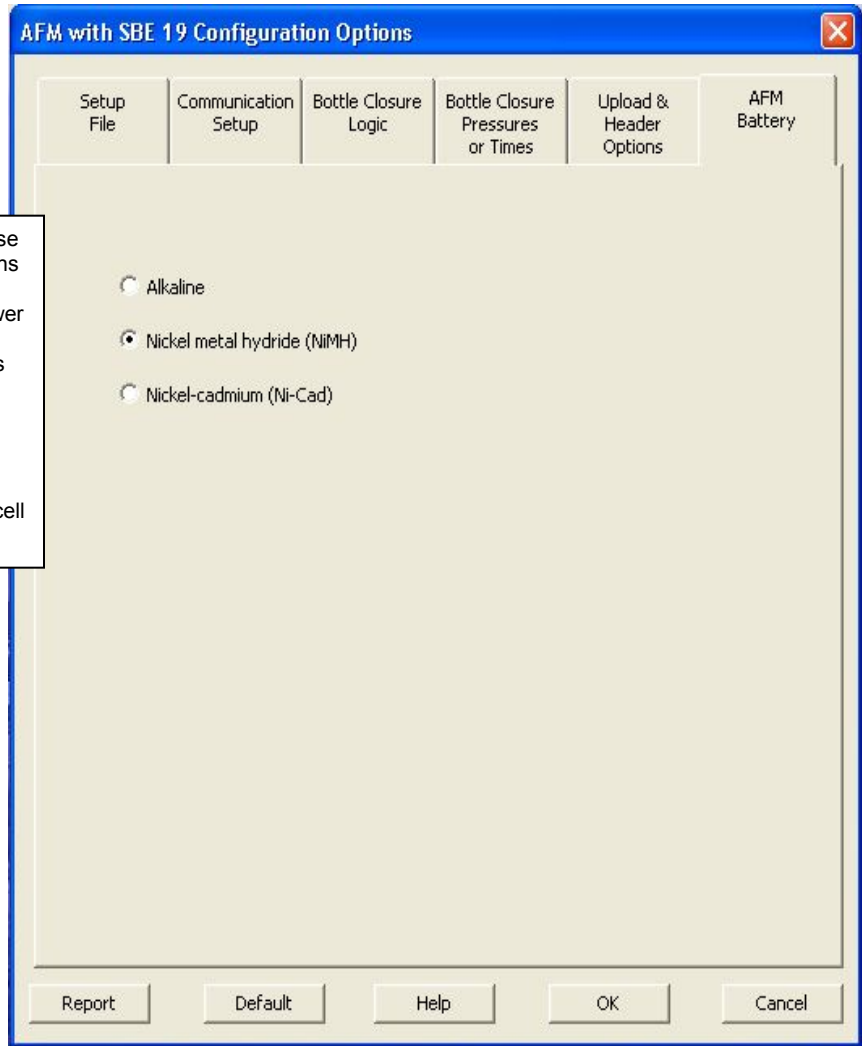 AFM with SBE 19 Configuration Options
Setup
File
Communication
Setup
Bottle Closure
Logic
Bottle Closure
Pressures
or Times
Upload &
Header
Options
AFM
Battery
Alkaline
Nickel metal hydride (NiMH)
Nickel-cadmium (Ni-Cad)
cell
Report
Default
Help
OK
Cancel